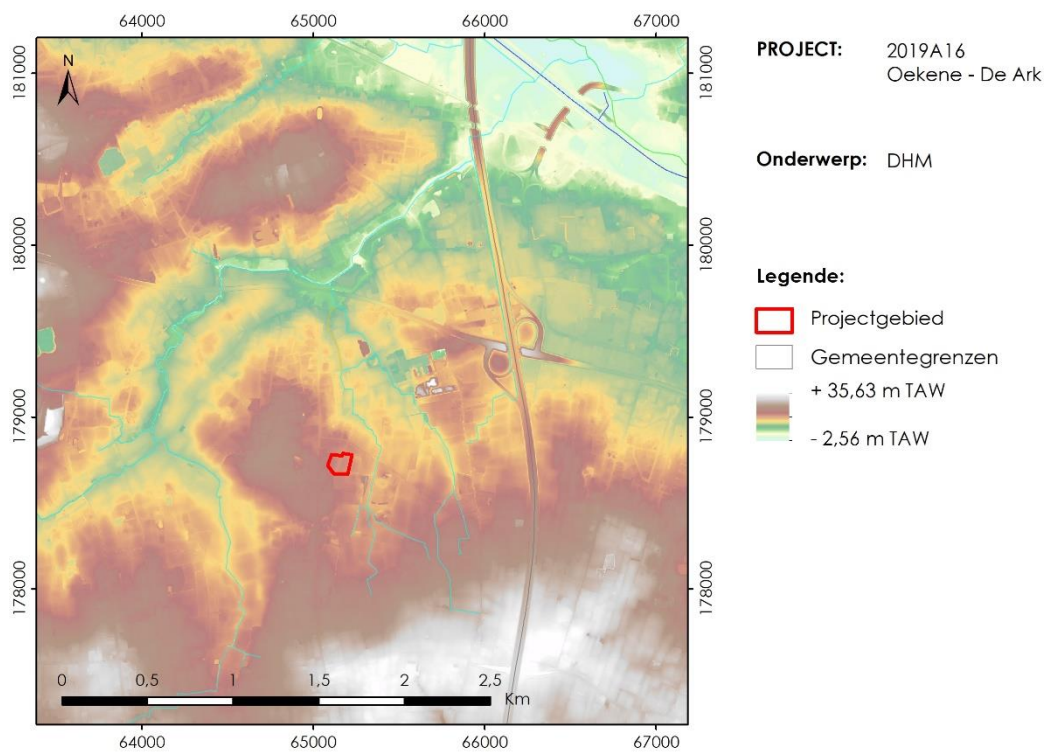 64000 65000 66000 67000
PROJECT: 2019A16
Oekene - De Ark
Onderwerp: DHM
Legende:
Projectgebied
Gemeentegrenzen
+ 35,63 m TAW
- 2,56 m TAW
N
181000
180000
179000
178000
181000
180000
179000
178000
0 0,5 1 1,5 2 2,5
Km
64000 65000 66000 67000